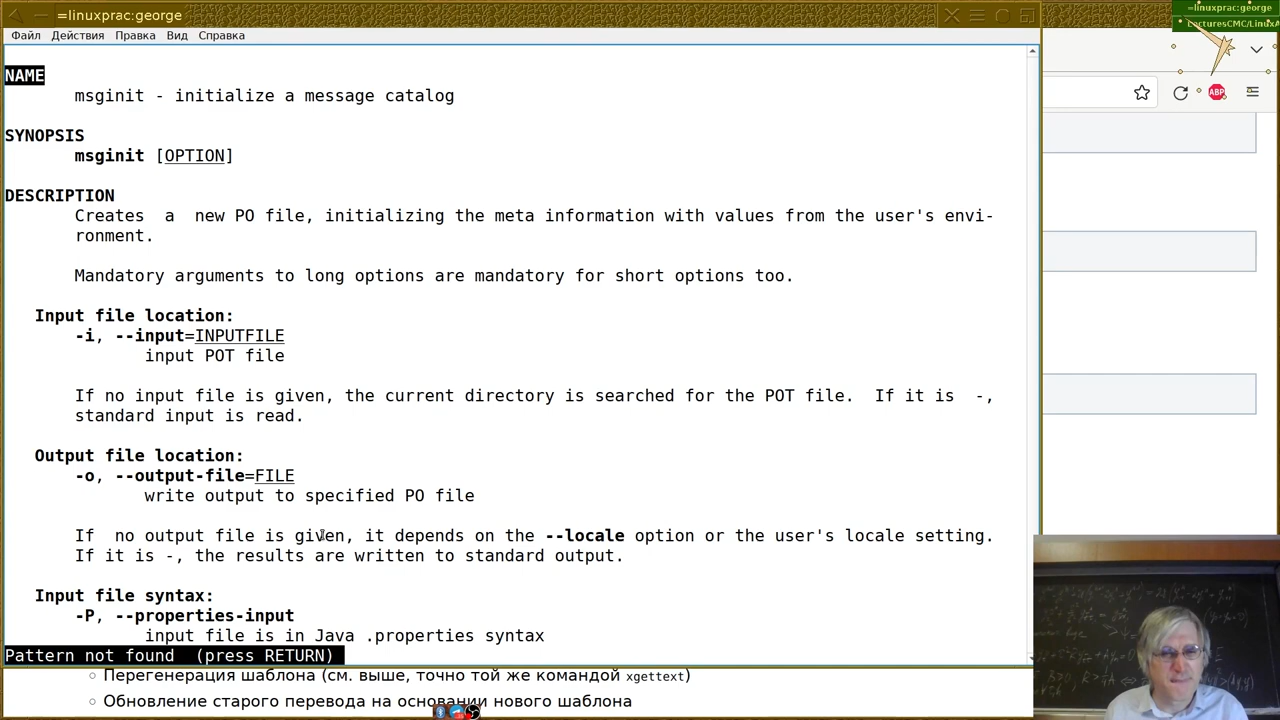 =linuxprac:george
=linuxprac:george
LecturesCMC/LinuxA
Файл Действия Правка Вид Справка
ABP
NAME
msginit - initialize a message catalog
SYNOPSIS
msginit [OPTION]
DESCRIPTION
Creates a new PO file, initializing the meta information with values from the user's envi-
ronment.
Mandatory arguments to long options are mandatory for short options too.
Input file location:
-i, --input=INPUTFILE
input POT file
If no input file is given, the current directory is searched for the POT file. If it is -,
standard input is read.
Output file location:
-o, --output-file=FILE
write output to specified PO file
If no output file is given, it depends on the --locale option or the user's locale setting.
If it is -, the results are written to standard output.
Input file syntax:
-P, --properties-input
input file is in Java .properties syntax
Pattern not found (press RETURN)
Перегенерация шаблона (см. выше, точно той же командой xgettext)
Обновление старого перевода на основании нового шаблона